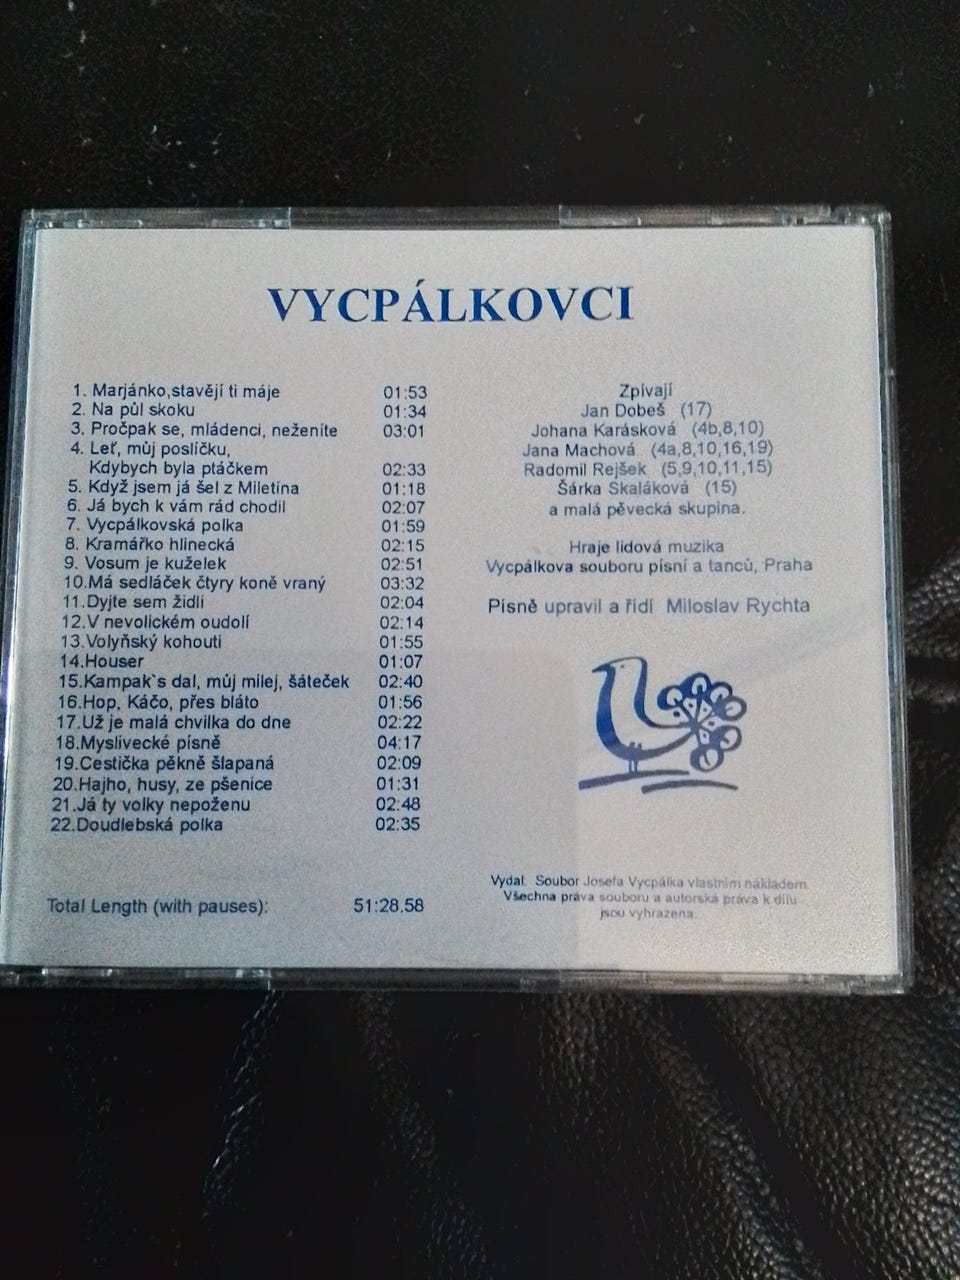 VYCPÁLKOVCI
1. Marjánko,stavějí ti máje 01:53
2. Na půl skoku 01:34
3. Pročpak se, mládenci, neženíte 03:01
4. Leť, můj poslíčku,
Kdybych byla ptáčkem 02:33
5. Když jsem já šel z Miletína 01:18
6. Já bych k vám rád chodil 02:07
7. Vycpálkovská polka 01:59
8. Kramářko hlinecká 02:15
9. Vosum je kuželek 02:51
10.Má sedláček čtyry koně vraný 03:32
11.Dyjte sem židli 02:04
12.V nevolickém oudolí 02:14
13.Volyňský kohouti 01:55
14.Houser 01:07
15.Kampak`s dal, můj milej, šáteček 02:40
16.Hop, Káčo, přes bláto 01:56
17.Už je malá chvilka do dne 02:22
18.Myslivecké písně 04:17
19.Cestička pěkně šlapaná 02:09
20.Hajho, husy, ze pšenice 01:31
21.Já ty volky nepoženu 02:48
22.Doudlebská polka 02:35
Total Length (with pauses): 51:28.58
Zpívají
Jan Dobeš (17)
Johana Karásková (4b,8,10)
Jana Machová (4a,8,10,16,19)
Radomil Rejšek (5,9,10,11,15)
Šárka Skaláková (15)
a malá pěvecká skupina.
Hraje lidová muzika
Vycpálkova souboru písní a tanců, Praha
Písně upravil a řídí Miloslav Rychta
Vydal: Soubor Josefa Vycpálka vlastním nákladem.
Všechna práva souboru a autorská práva k dílu
jsou vyhrazena.